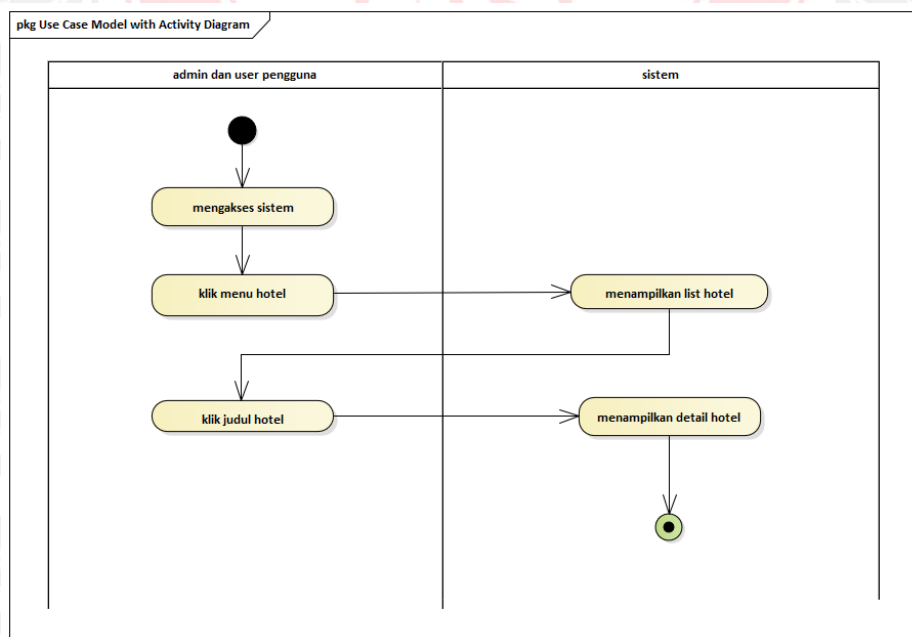 pkg Use Case Model with Activity Diagram
admin dan user pengguna
sistem
mengakses sistem
klik menu hotel
menampilkan list hotel
klik judul hotel
menampilkan detail hotel